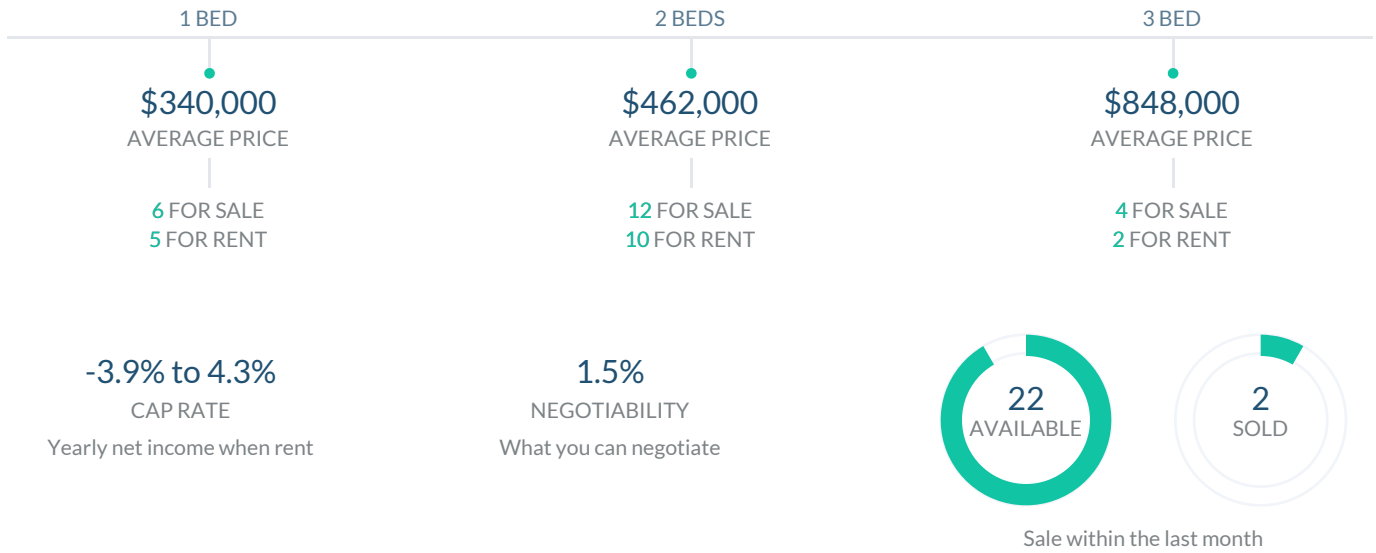 1 BED
2 BEDS
3 BED
$340,000
AVERAGE PRICE
6 FOR SALE
5 FOR RENT
$462,000
AVERAGE PRICE
12 FOR SALE
10 FOR RENT
$848,000
AVERAGE PRICE
4 FOR SALE
2 FOR RENT
-3.9% to 4.3%
CAP RATE
Yearly net income when rent
1.5%
NEGOTIABILITY
What you can negotiate
22
AVAILABLE
2
SOLD
Sale within the last month